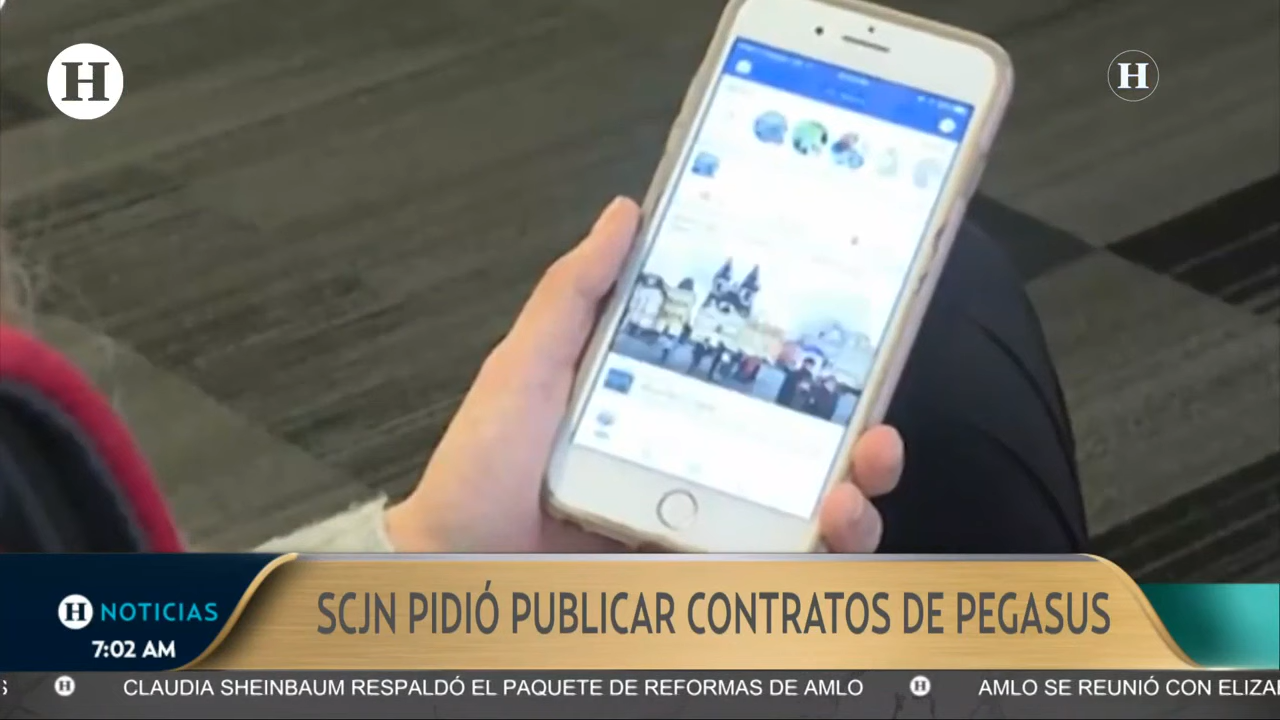 H
H
SCJN PIDIÓ PUBLICAR CONTRATOS DE PEGASUS
H NOTICIAS
7:02 AM
H CLAUDIA SHEINBAUM RESPALDÓ EL PAQUETE DE REFORMAS DE AMLO H AMLO SE REUNIÓ CON